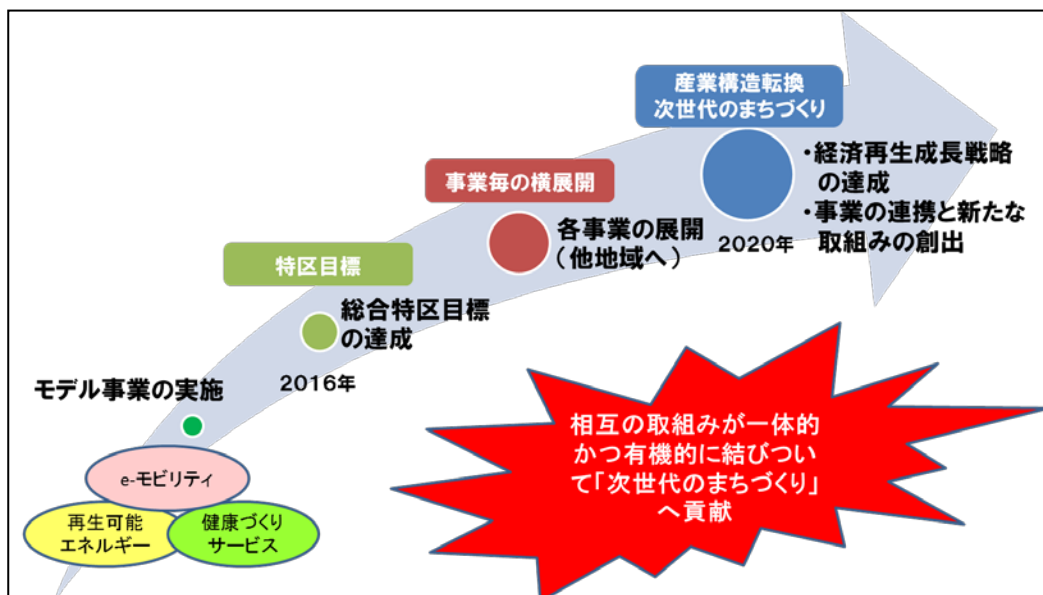 産業構造転換
次世代のまちづくり
・経済再生成長戦略
の達成
・事業の連携と新たな
取組みの創出
2020年
事業毎の横展開
各事業の展開
（他地域へ）
特区目標
総合特区目標
の達成
2016年
モデル事業の実施
e-モビリティ
再生可能
エネルギー
健康づくり
サービス
相互の取組みが一体的
かつ有機的に結びつい
て「次世代のまちづくり」
へ貢献